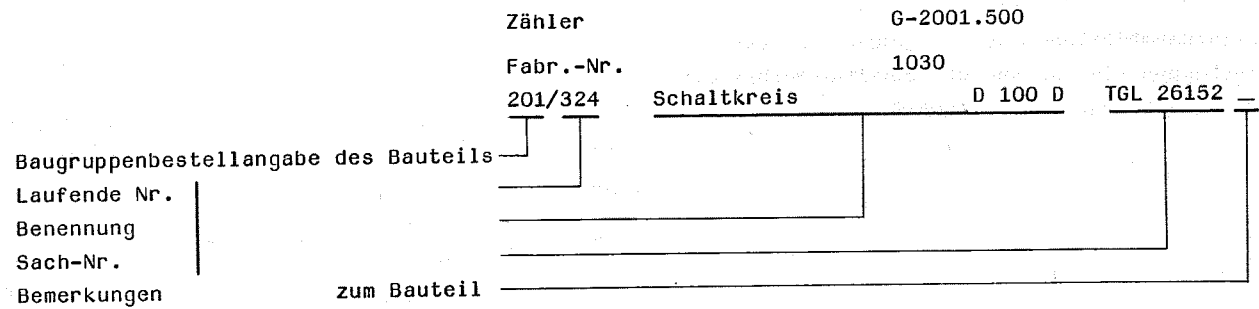 Zähler G-2001.500
Fabr.-Nr. 1030
201/324 Schaltkreis D 100 D TGL 26152 _
Baugruppenbestellangabe des Bauteils
Laufende Nr.
Benennung
Sach-Nr.
Bemerkungen zum Bauteil